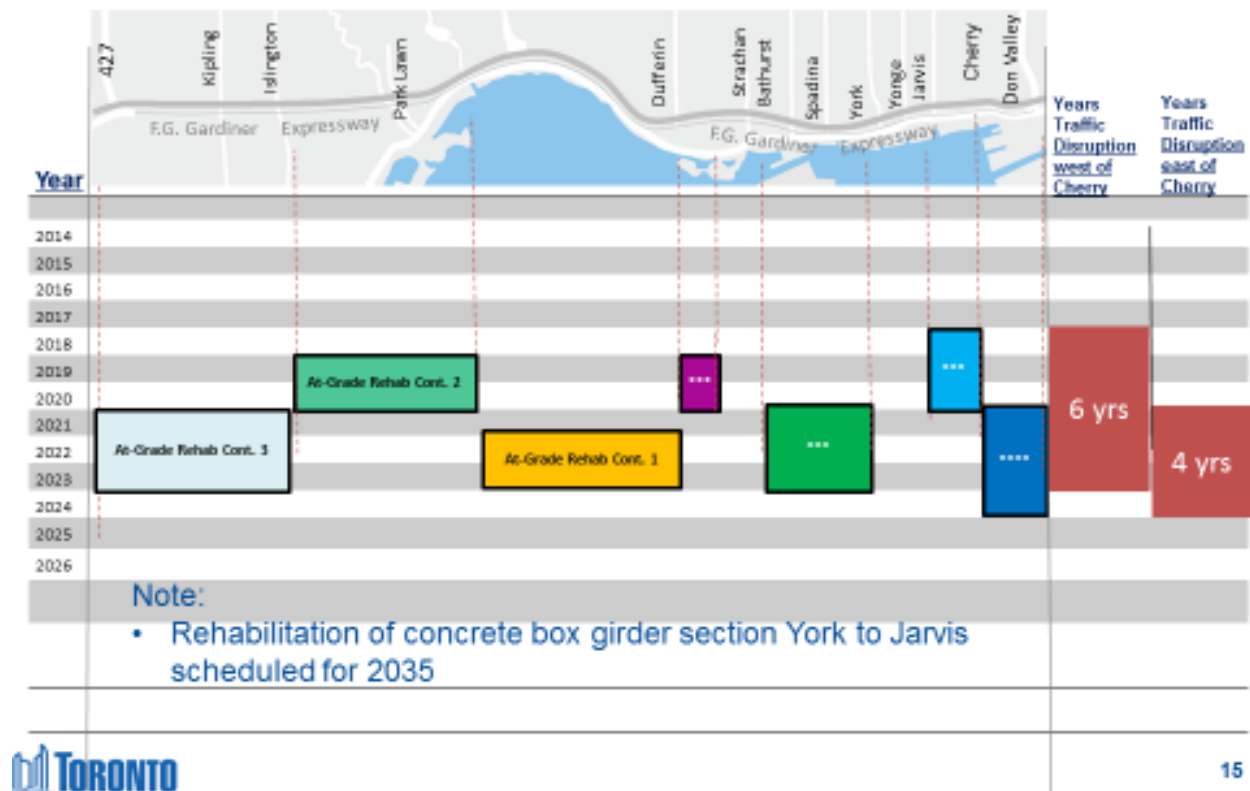 427
Kipling
Islington
Park Lawn
Dufferin
Strachan
Bathurst
Spadina
York
Yonge
Jarvis
Cherry
Don Valley
F.G. Gardiner Expressway
F.G. Gardiner Expressway
Years
Traffic
Disruption
west of
Cherry
Years
Traffic
Disruption
east of
Cherry
Year
2014
2015
2016
2017
2018
2019
2020
2021
2022
2023
2024
2025
2026
At-Grade Rehab Cont. 3
At-Grade Rehab Cont. 2
At-Grade Rehab Cont. 1
***
***
***
****
6 yrs
4 yrs
Note:
• Rehabilitation of concrete box girder section York to Jarvis
scheduled for 2035
TORONTO
15